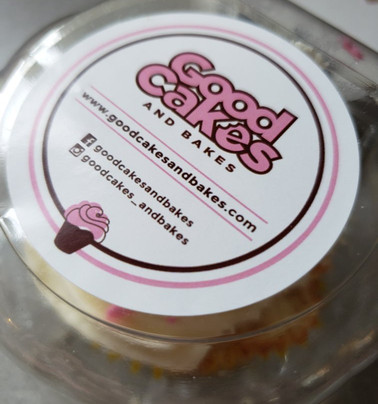 Good
Cakes
AND BAKES
www.goodcakesandbakes.com
goodcakesandbakes
goodcakes_andbakes